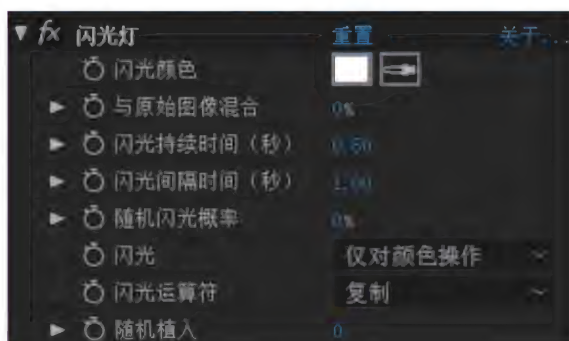 fx 闪光灯 重置 关于...
闪光颜色
与原始图像混合 0%
闪光持续时间（秒） 0.50
闪光间隔时间（秒） 1.00
随机闪光概率 0%
闪光 仅对颜色操作
闪光运算符 复制
随机植入 0